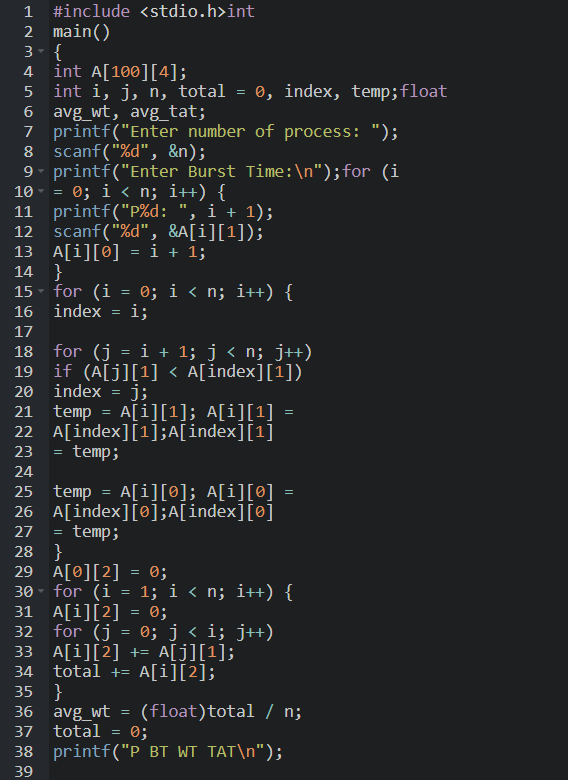 1 #include <stdio.h>int
2 main()
3 {
4 int A[100][4];
5 int i, j, n, total = 0, index, temp;float
6 avg_wt, avg_tat;
7 printf("Enter number of process: ");
8 scanf("%d", &n);
9 printf("Enter Burst Time:\n");for (i
10 = 0; i < n; i++) {
11 printf("P%d: ", i + 1);
12 scanf("%d", &A[i][1]);
13 A[i][0] = i + 1;
14 }
15 for (i = 0; i < n; i++) {
16 index = i;
17
18 for (j = i + 1; j < n; j++)
19 if (A[j][1] < A[index][1])
20 index = j;
21 temp = A[i][1]; A[i][1] =
22 A[index][1];A[index][1]
23 = temp;
24
25 temp = A[i][0]; A[i][0] =
26 A[index][0];A[index][0]
27 = temp;
28 }
29 A[0][2] = 0;
30 for (i = 1; i < n; i++) {
31 A[i][2] = 0;
32 for (j = 0; j < i; j++)
33 A[i][2] += A[j][1];
34 total += A[i][2];
35 }
36 avg_wt = (float)total / n;
37 total = 0;
38 printf("P BT WT TAT\n");
39